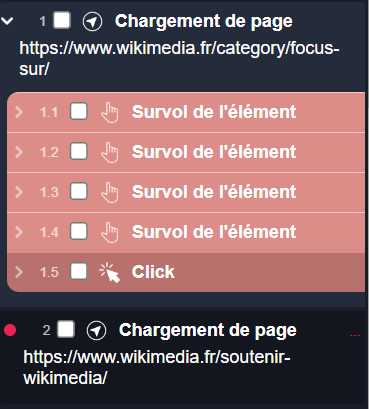 1 Chargement de page
https://www.wikimedia.fr/category/focus-
sur/
1.1 Survol de l'élément
1.2 Survol de l'élément
1.3 Survol de l'élément
1.4 Survol de l'élément
1.5 Click
2 Chargement de page ...
https://www.wikimedia.fr/soutenir-
wikimedia/